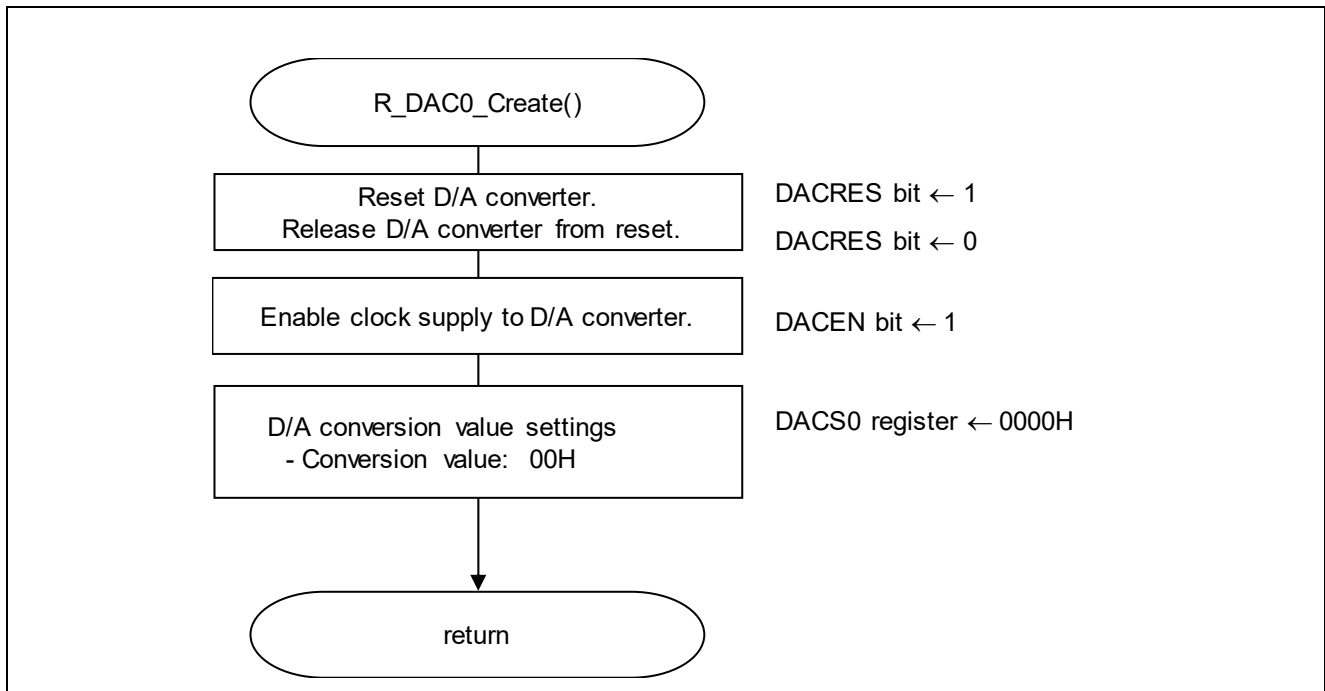 R_DAC0_Create()
Reset D/A converter.
Release D/A converter from reset.
DACRES bit ← 1
DACRES bit ← 0
Enable clock supply to D/A converter.
DACEN bit ← 1
D/A conversion value settings
- Conversion value: 00H
DACS0 register ← 0000H
return